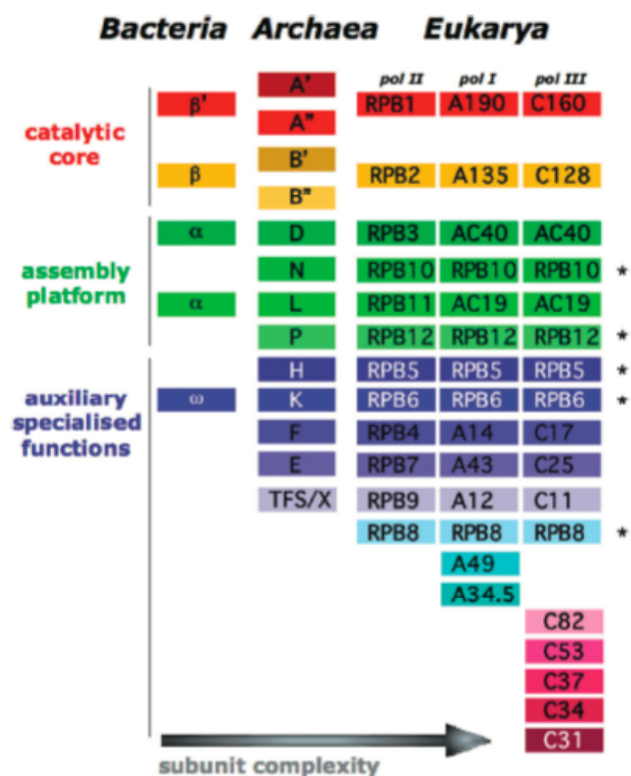 Bacteria Archaea Eukarya
pol II pol I pol III
A'
β' RPB1 A190 C160
A"
catalytic
core
B'
β RPB2 A135 C128
B"
α D RPB3 AC40 AC40
N RPB10 RPB10 RPB10 *
assembly
platform
α L RPB11 AC19 AC19
P RPB12 RPB12 RPB12 *
H RPB5 RPB5 RPB5 *
ω K RPB6 RPB6 RPB6 *
auxiliary
specialised
functions
F RPB4 A14 C17
E RPB7 A43 C25
TFS/X RPB9 A12 C11
RPB8 RPB8 RPB8 *
A49
A34.5
C82
C53
C37
C34
C31
subunit complexity